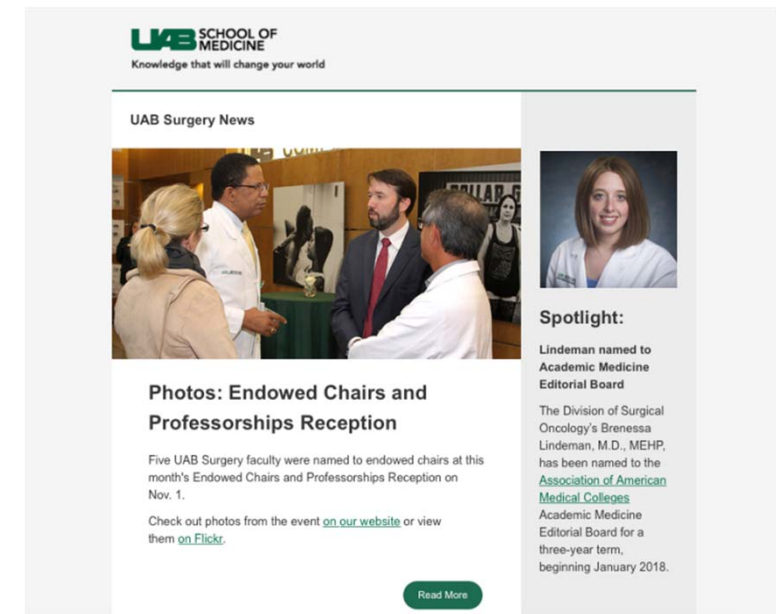 UAB SCHOOL OF
MEDICINE
Knowledge that will change your world
UAB Surgery News
Photos: Endowed Chairs and
Professorships Reception
Five UAB Surgery faculty were named to endowed chairs at this
month's Endowed Chairs and Professorships Reception on
Nov. 1.
Check out photos from the event on our website or view
them on Flickr.
Read More
Spotlight:
Lindeman named to
Academic Medicine
Editorial Board
The Division of Surgical
Oncology's Brenessa
Lindeman, M.D., MEHP,
has been named to the
Association of American
Medical Colleges
Academic Medicine
Editorial Board for a
three-year term,
beginning January 2018.